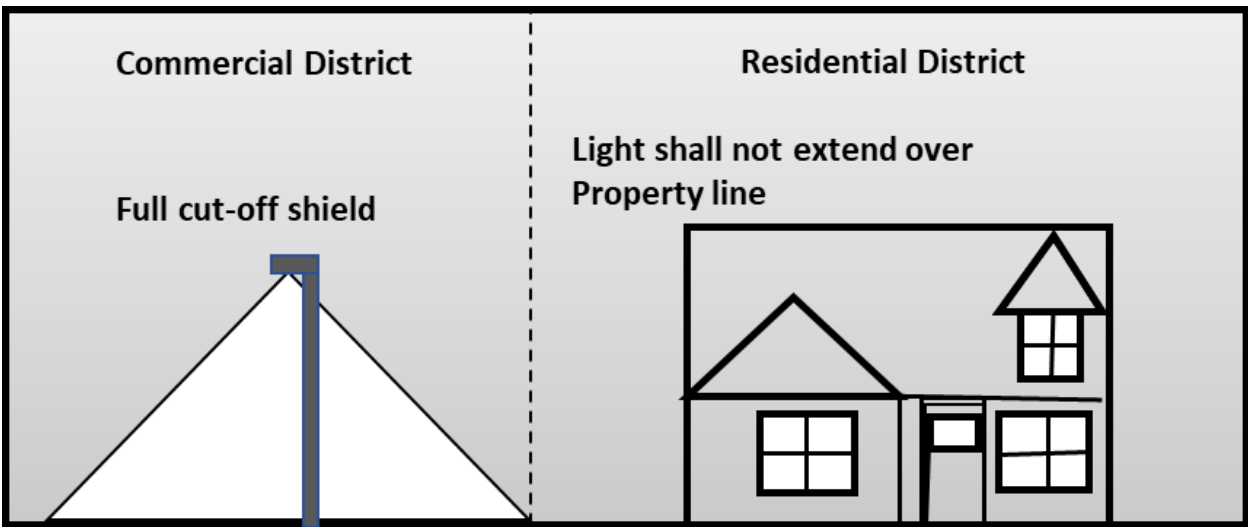 Commercial District
Residential District
Light shall not extend over
Property line
Full cut-off shield